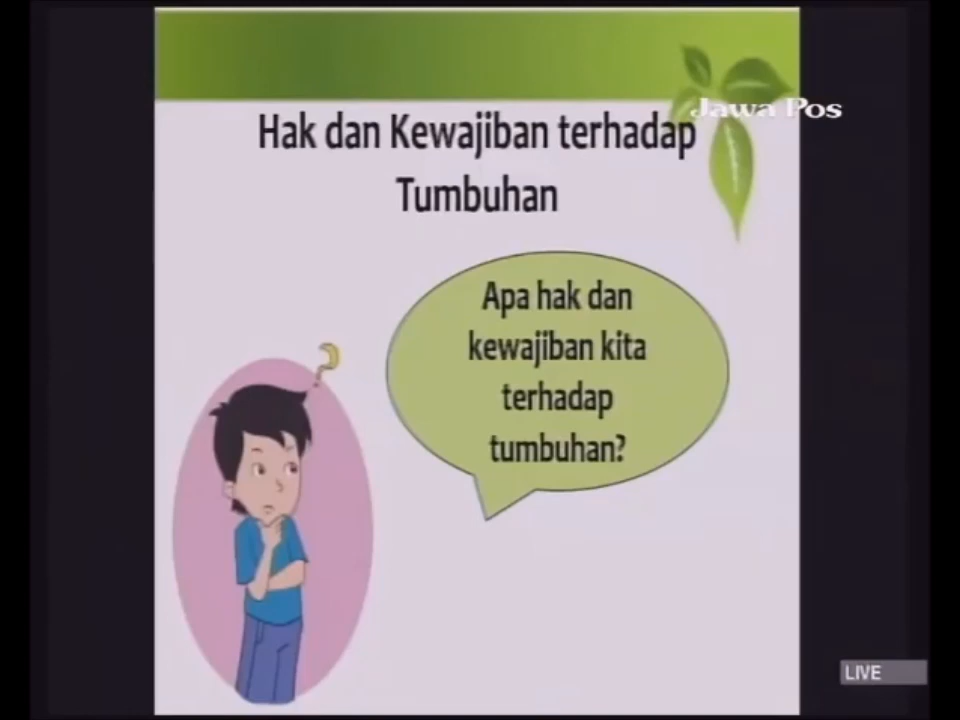 Jawa Pos
Hak dan Kewajiban terhadap
Tumbuhan
Apa hak dan
kewajiban kita
terhadap
tumbuhan?
LIVE